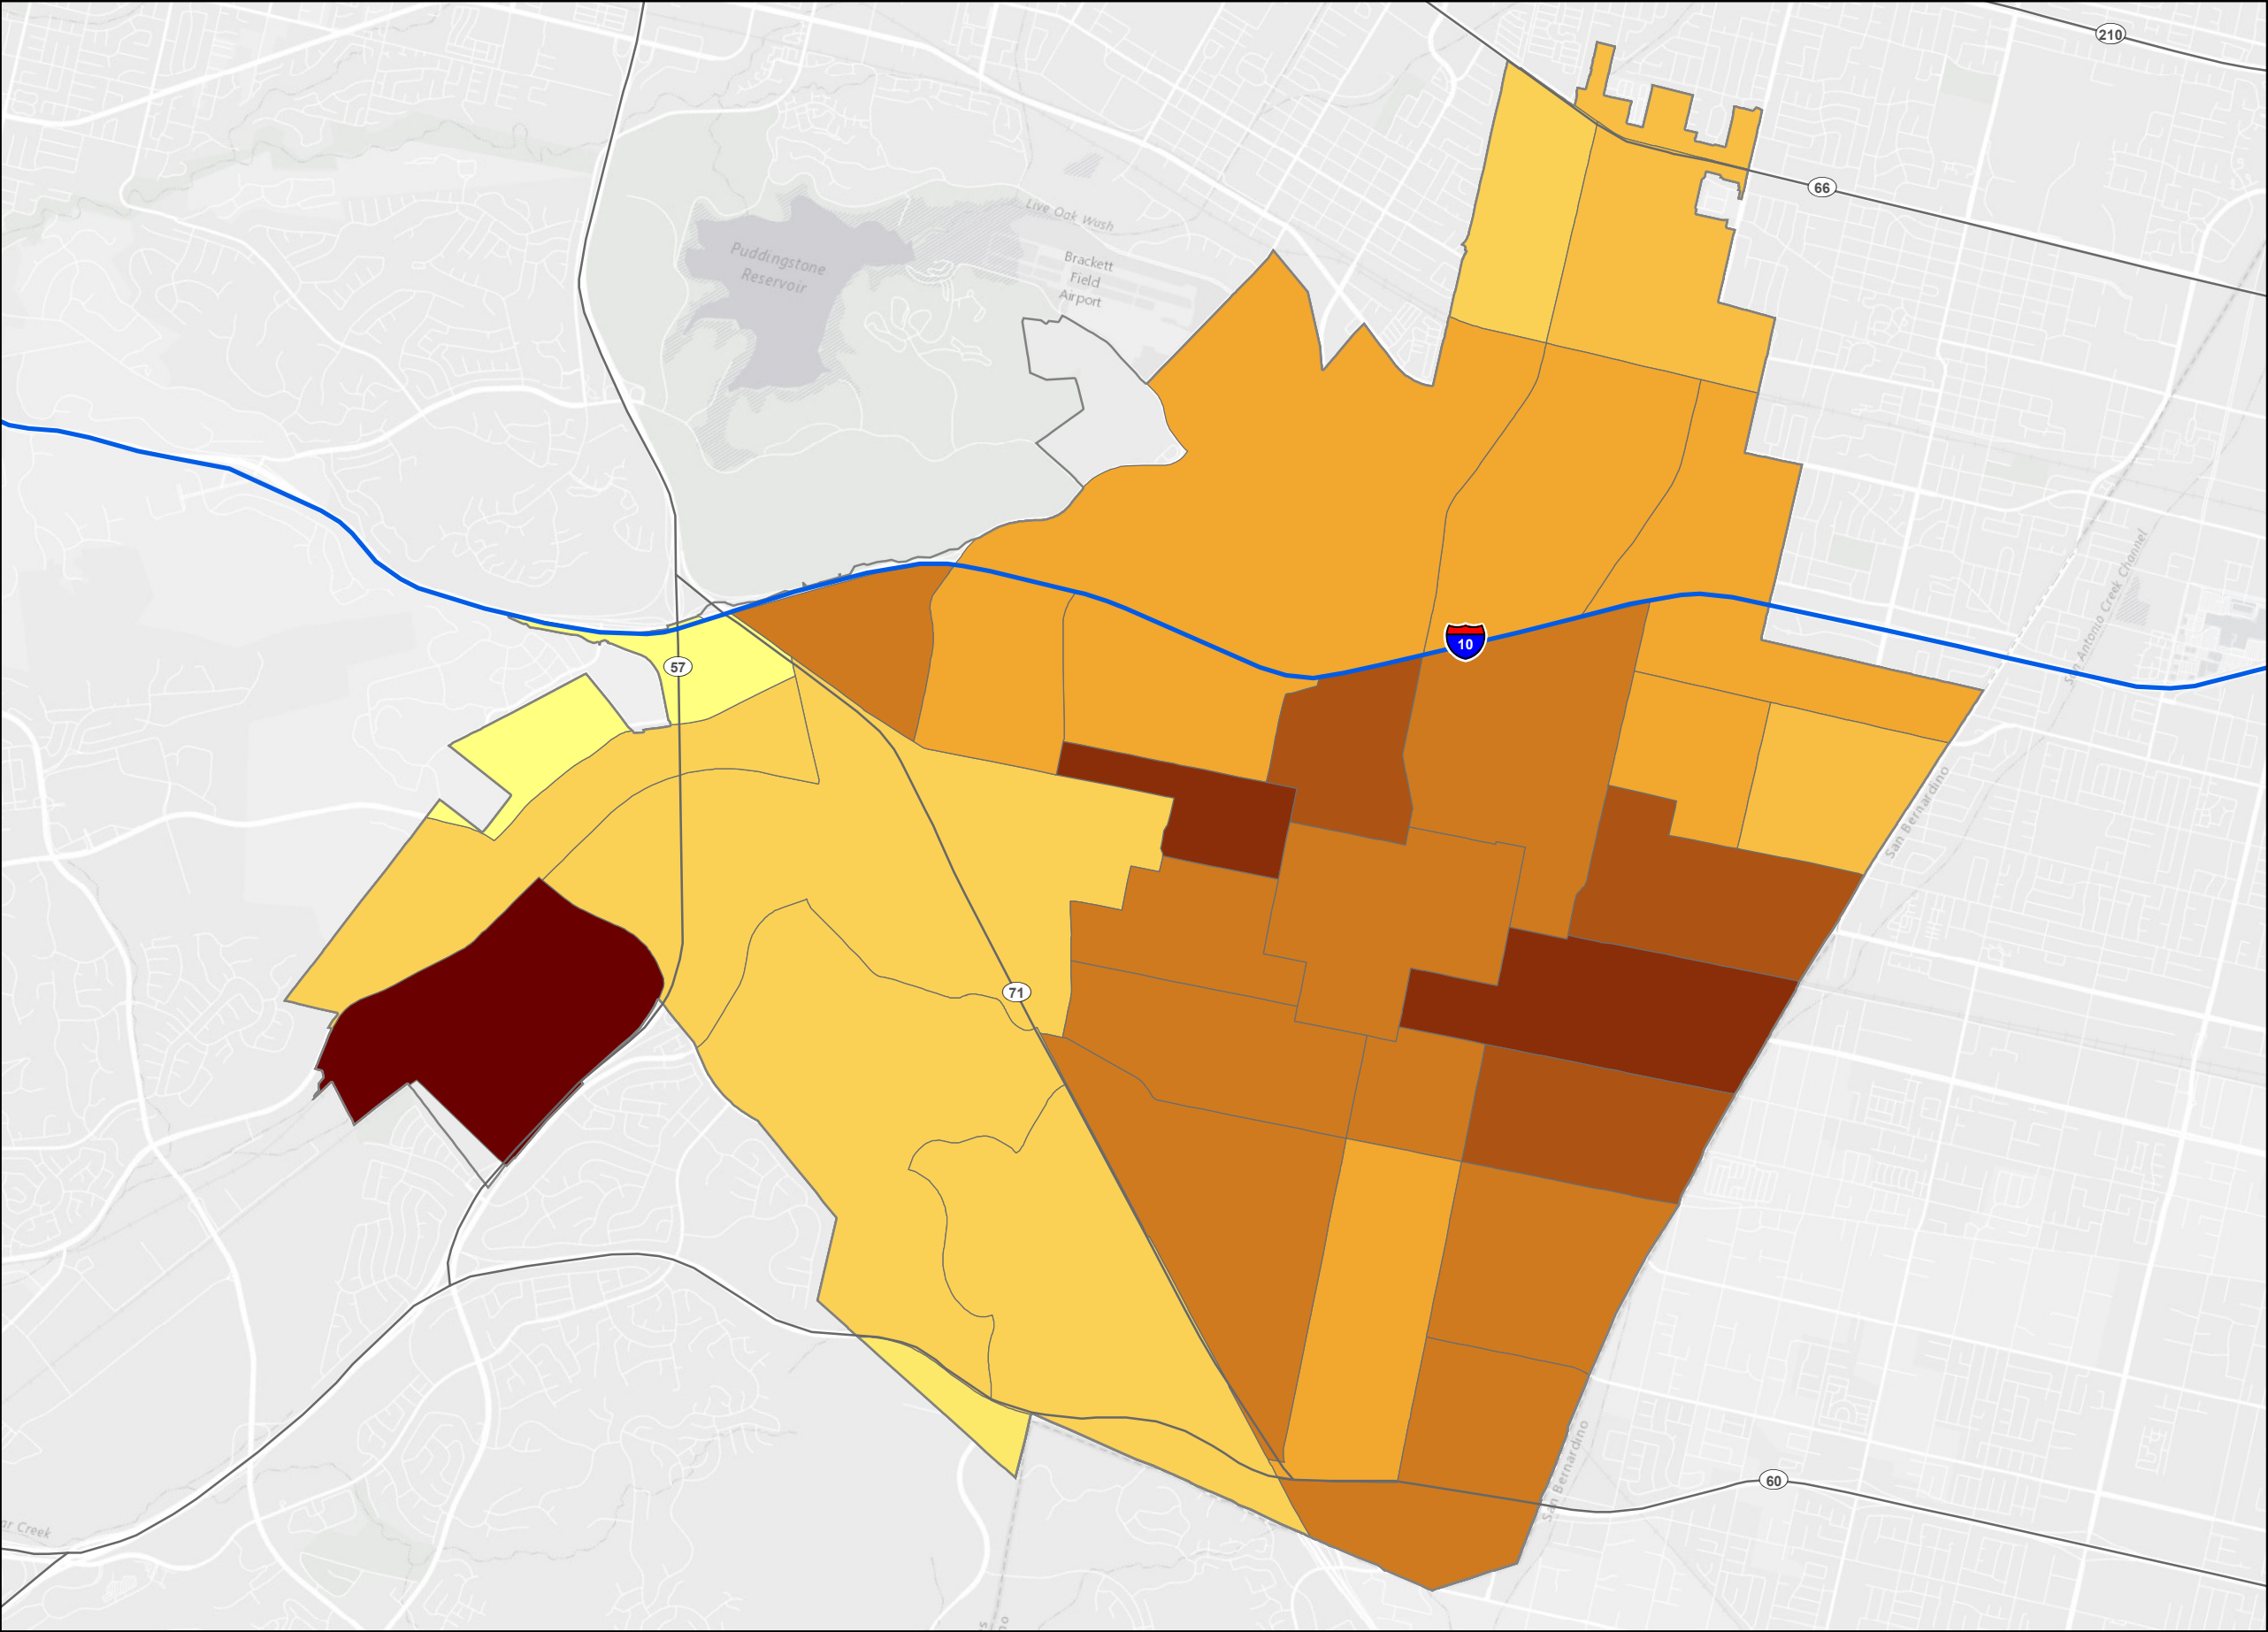 210
66
Live Oak Wash
Puddingstone
Reservoir
Brackett
Field
Airport
San Antonio Creek Channel
10
57
San Bernardino
71
San Bernardino
60
ar Creek